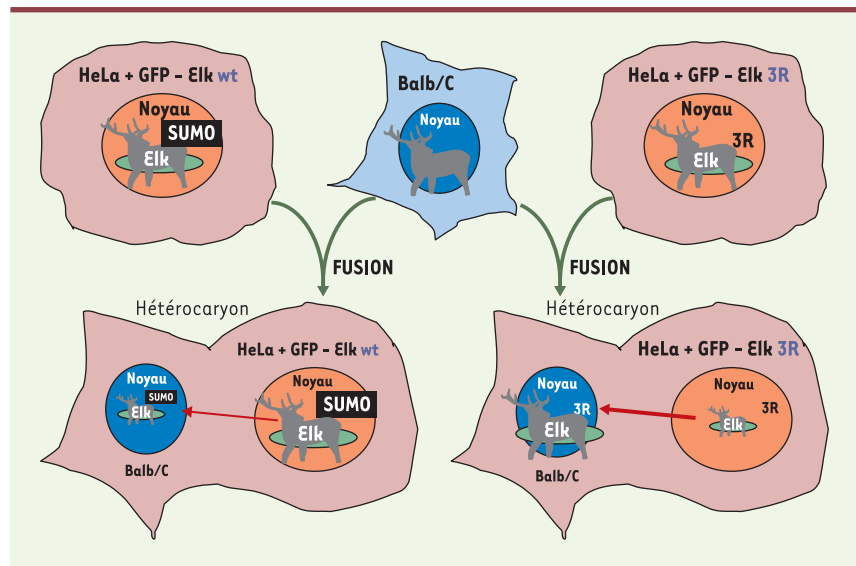 HeLa + GFP – Elk wt
Noyau
SUMO
Elk
Balb/C
Noyau
HeLa + GFP – Elk 3R
Noyau
3R
Elk
FUSION
FUSION
Hétérocaryon
HeLa + GFP – Elk wt
Noyau
SUMO
Elk
Noyau
SUMO
Elk
Balb/C
Hétérocaryon
HeLa + GFP – Elk 3R
Noyau
3R
Elk
Noyau
3R
Elk
Balb/C